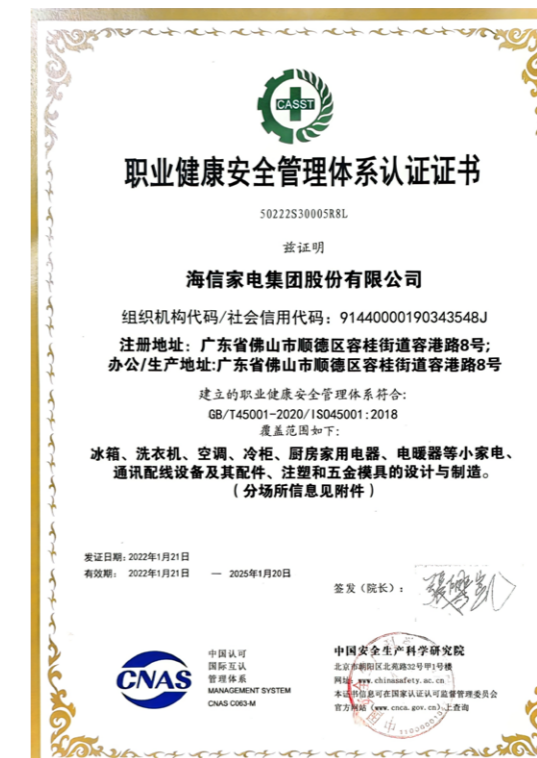 CASST
职业健康安全管理体系认证证书
50222S30005R8L
兹证明
海信家电集团股份有限公司
组织机构代码/社会信用代码：91440000190343548J
注册地址：广东省佛山市顺德区容桂街道容港路8号;
办公/生产地址:广东省佛山市顺德区容桂街道容港路8号
建立的职业健康安全管理体系符合:
GB/T45001-2020/ISO45001:2018
覆盖范围如下:
冰箱、洗衣机、空调、冷柜、厨房家用电器、电暖器等小家电、
通讯配线设备及其配件、注塑和五金模具的设计与制造。
（分场所信息见附件）
发证日期: 2022年1月21日
有效期: 2022年1月21日 — 2025年1月20日
签发（院长）:
CNAS
中国认可
国际互认
管理体系
MANAGEMENT SYSTEM
CNAS C063-M
中国安全生产科学研究院
北京市朝阳区北苑路32号甲1号楼
网址: www.chinasafety.ac.cn
本证书信息可在国家认证认可监督管理委员会
官方网站（www.cnca.gov.cn）上查询